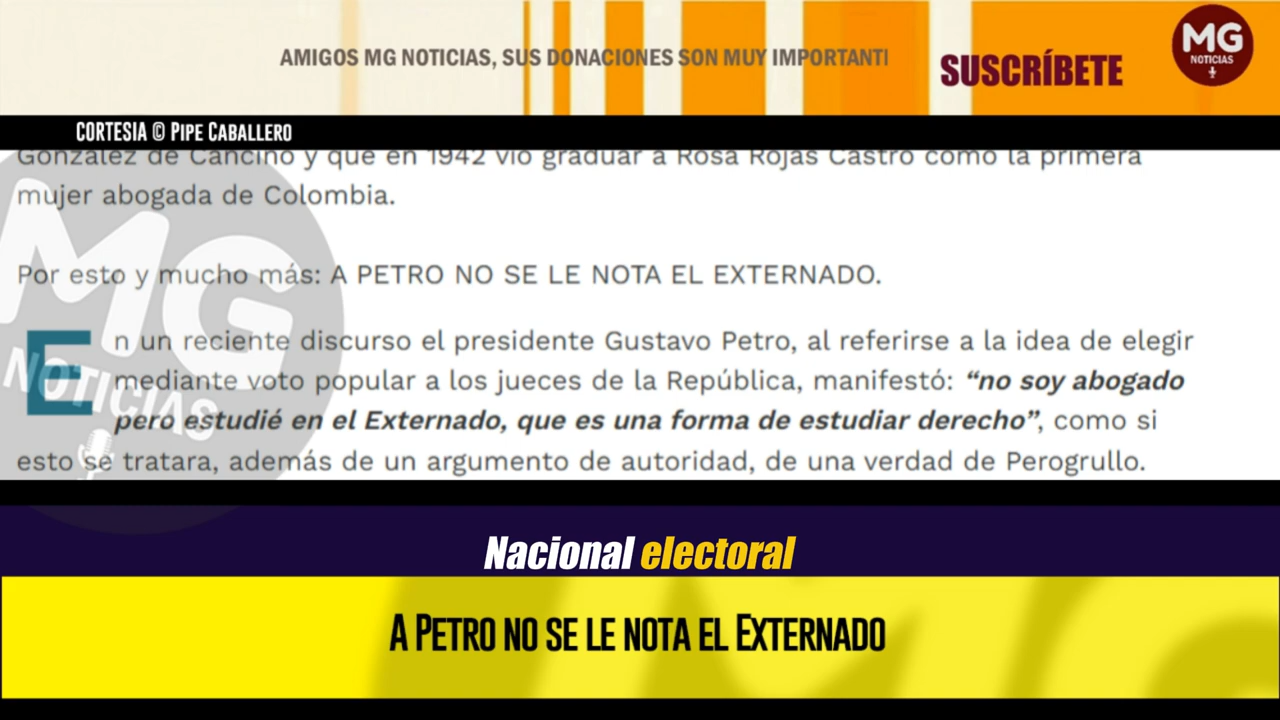 AMIGOS MG NOTICIAS, SUS DONACIONES SON MUY IMPORTANTI
SUSCRÍBETE
MG
NOTICIAS
CORTESIA © PIPE CABALLERO
González de Cancino y que en 1942 vio graduar a Rosa Rojas Castro como la primera
mujer abogada de Colombia.
Por esto y mucho más: A PETRO NO SE LE NOTA EL EXTERNADO.
En un reciente discurso el presidente Gustavo Petro, al referirse a la idea de elegir
mediante voto popular a los jueces de la República, manifestó: “no soy abogado
pero estudié en el Externado, que es una forma de estudiar derecho”, como si
esto se tratara, además de un argumento de autoridad, de una verdad de Perogrullo.
MG
NOTICIAS
Nacional electoral
A PETRO NO SE LE NOTA EL EXTERNADO